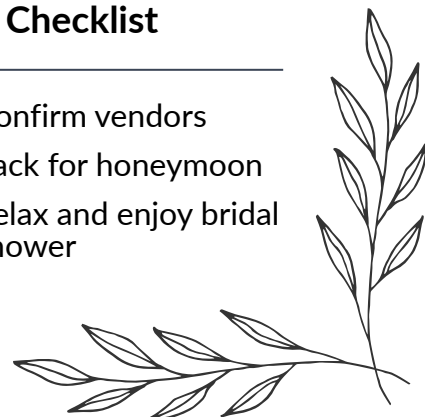 Checklist
onfirm vendors
ack for honeymoon
elax and enjoy bridal
hower